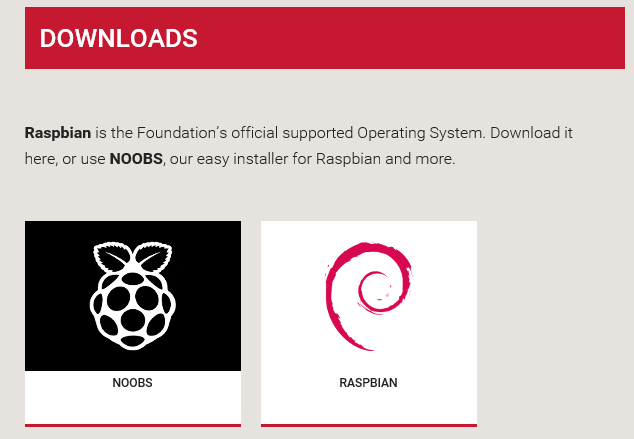 DOWNLOADS
Raspbian is the Foundation's official supported Operating System. Download it
here, or use NOOBS, our easy installer for Raspbian and more.
NOOBS
RASPBIAN